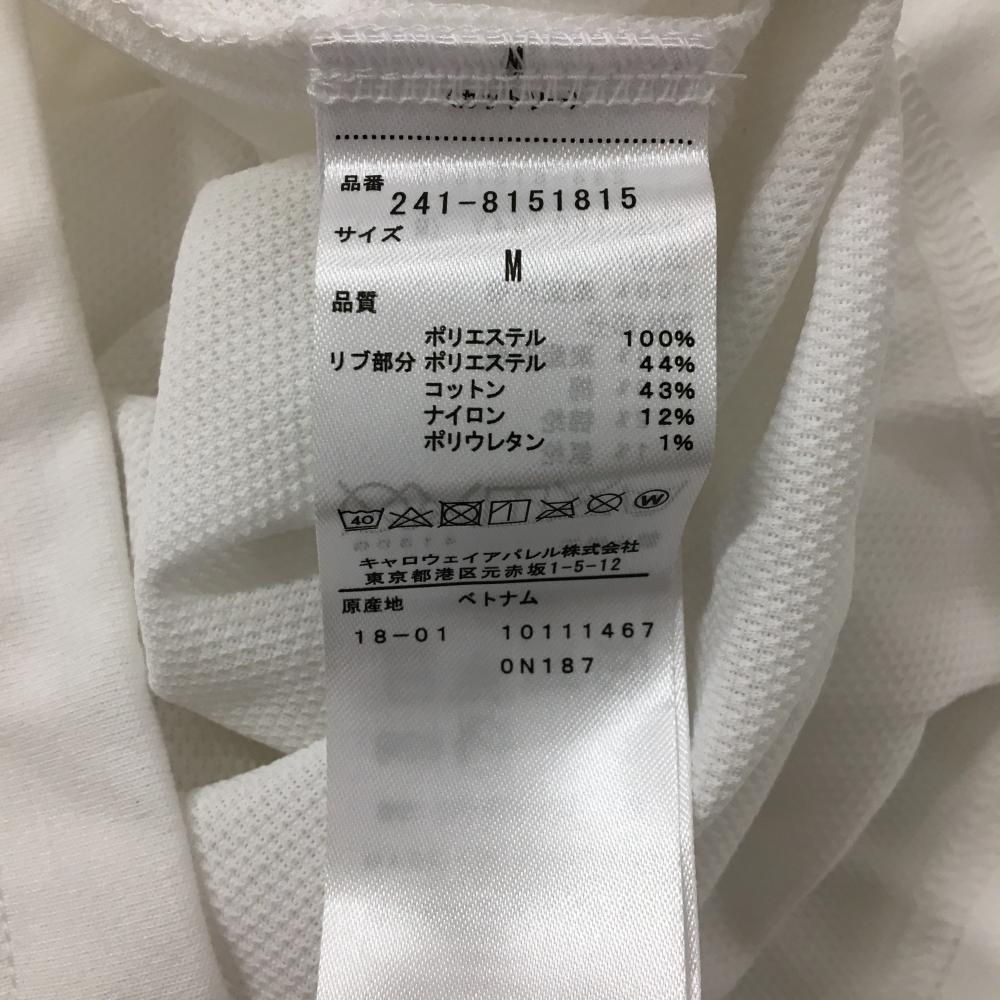 M
品番
241-8151815
サイズ
M
品質
ポリエステル 100%
リブ部分 ポリエステル 44%
コットン 43%
ナイロン 12%
ポリウレタン 1%
40 W
キャロウェイアパレル株式会社
東京都港区元赤坂1-5-12
原産地 ベトナム
18-01 10111467
0N187